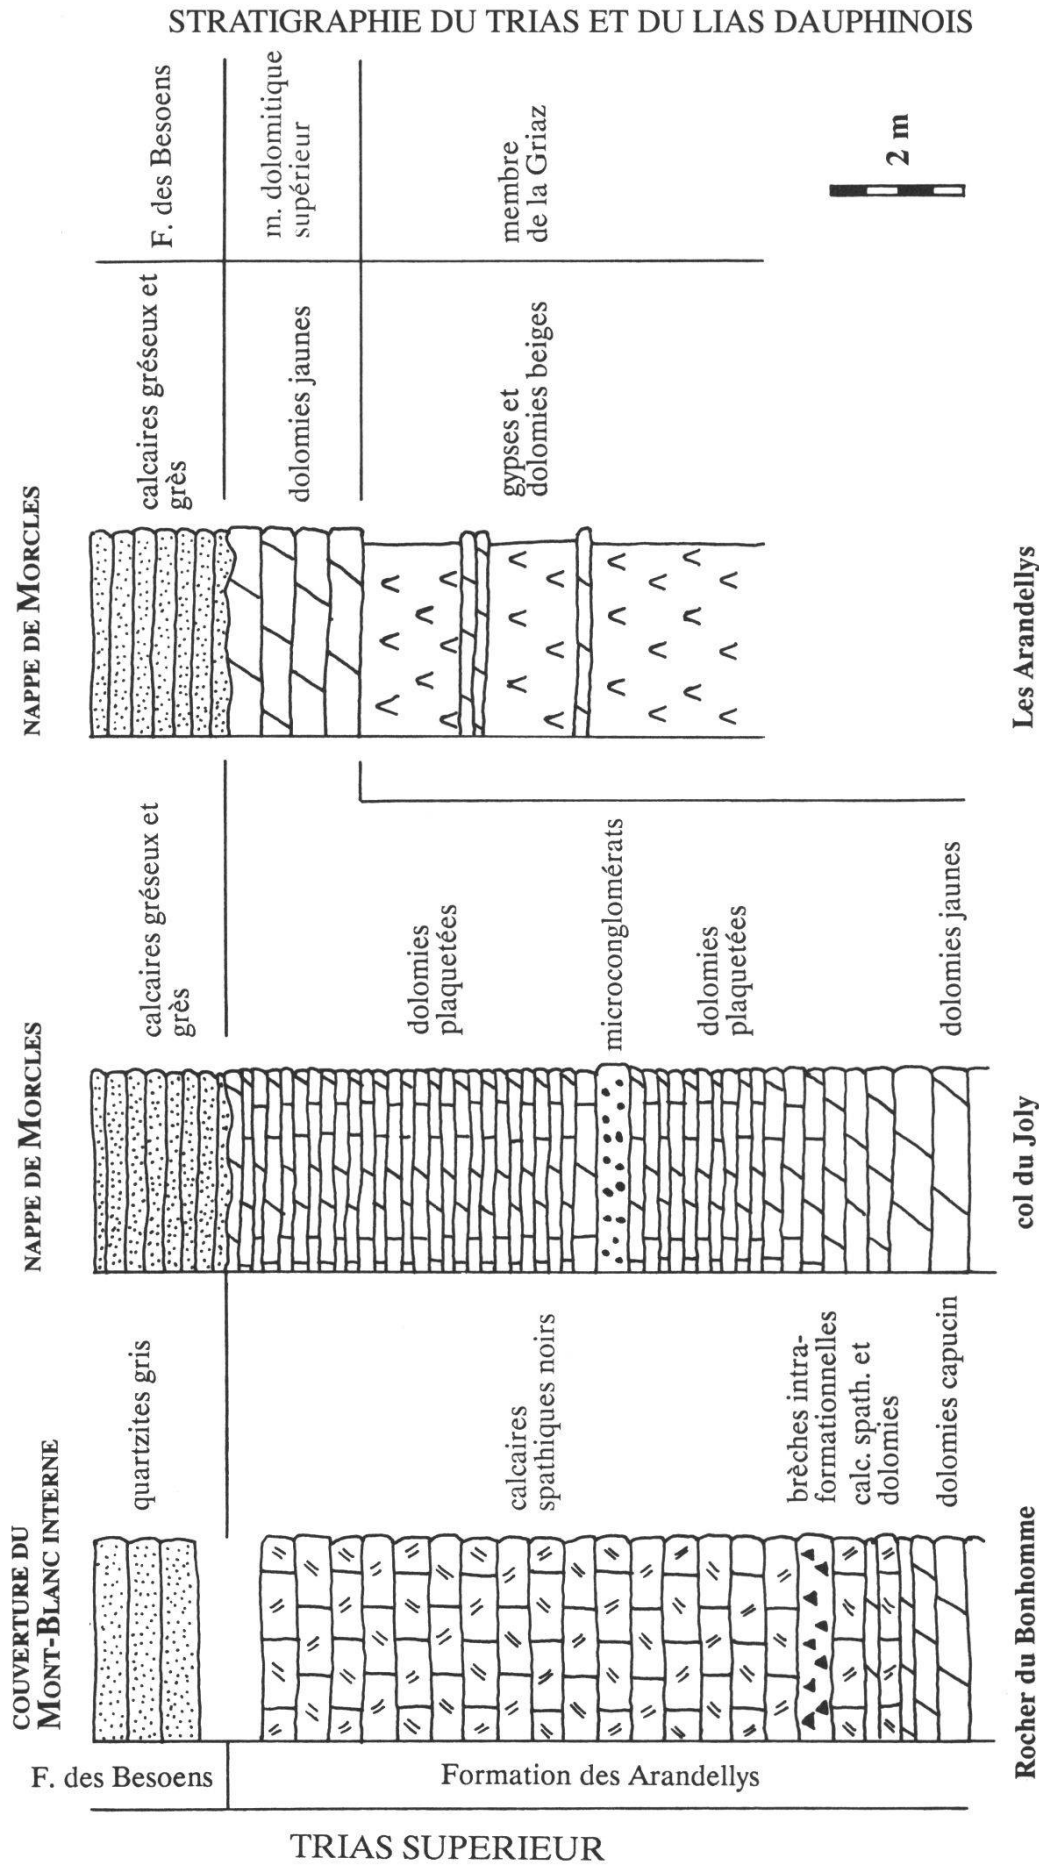 STRATIGRAPHIE DU TRIAS ET DU LIAS DAUPHINOIS
COUVERTURE DU
MONT-BLANC INTERNE
NAPPE DE MORCLES
NAPPE DE MORCLES
F. des Besoens
quartzites gris
calcaires gréseux et
grès
calcaires gréseux et
grès
F. des Besoens
dolomies jaunes
m. dolomitique
supérieur
Formation des Arandellys
calcaires
spathiques noirs
dolomies
plaquetées
gypses et
dolomies beiges
membre
de la Griaz
microconglomérats
dolomies
plaquetées
brèches intra-
formationnelles
calc. spath. et
dolomies
dolomies capucin
dolomies jaunes
2 m
Rocher du Bonhomme
col du Joly
Les Arandellys
TRIAS SUPERIEUR